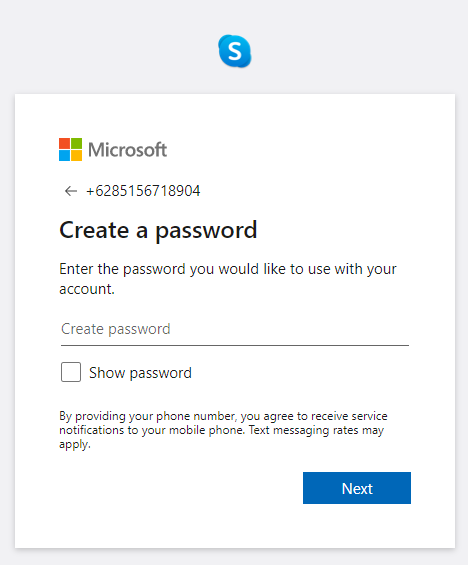 S
Microsoft
+6285156718904
Create a password
Enter the password you would like to use with your
account.
Create password
Show password
By providing your phone number, you agree to receive service
notifications to your mobile phone. Text messaging rates may
apply.
Next